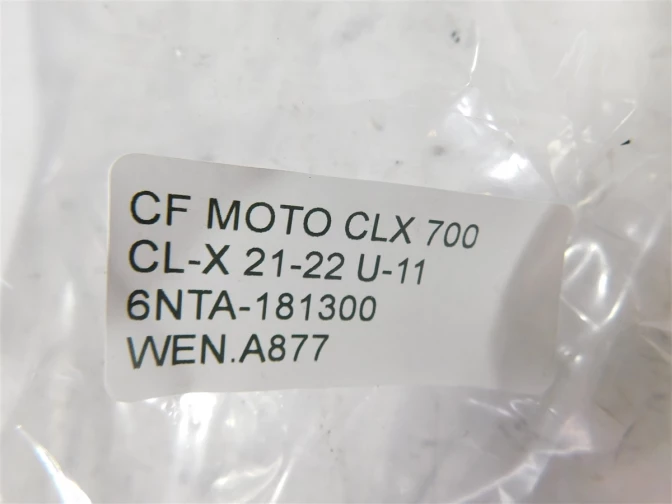 CF MOTO CLX 700
CL-X 21-22 U-11
6NTA-181300
WEN.A877